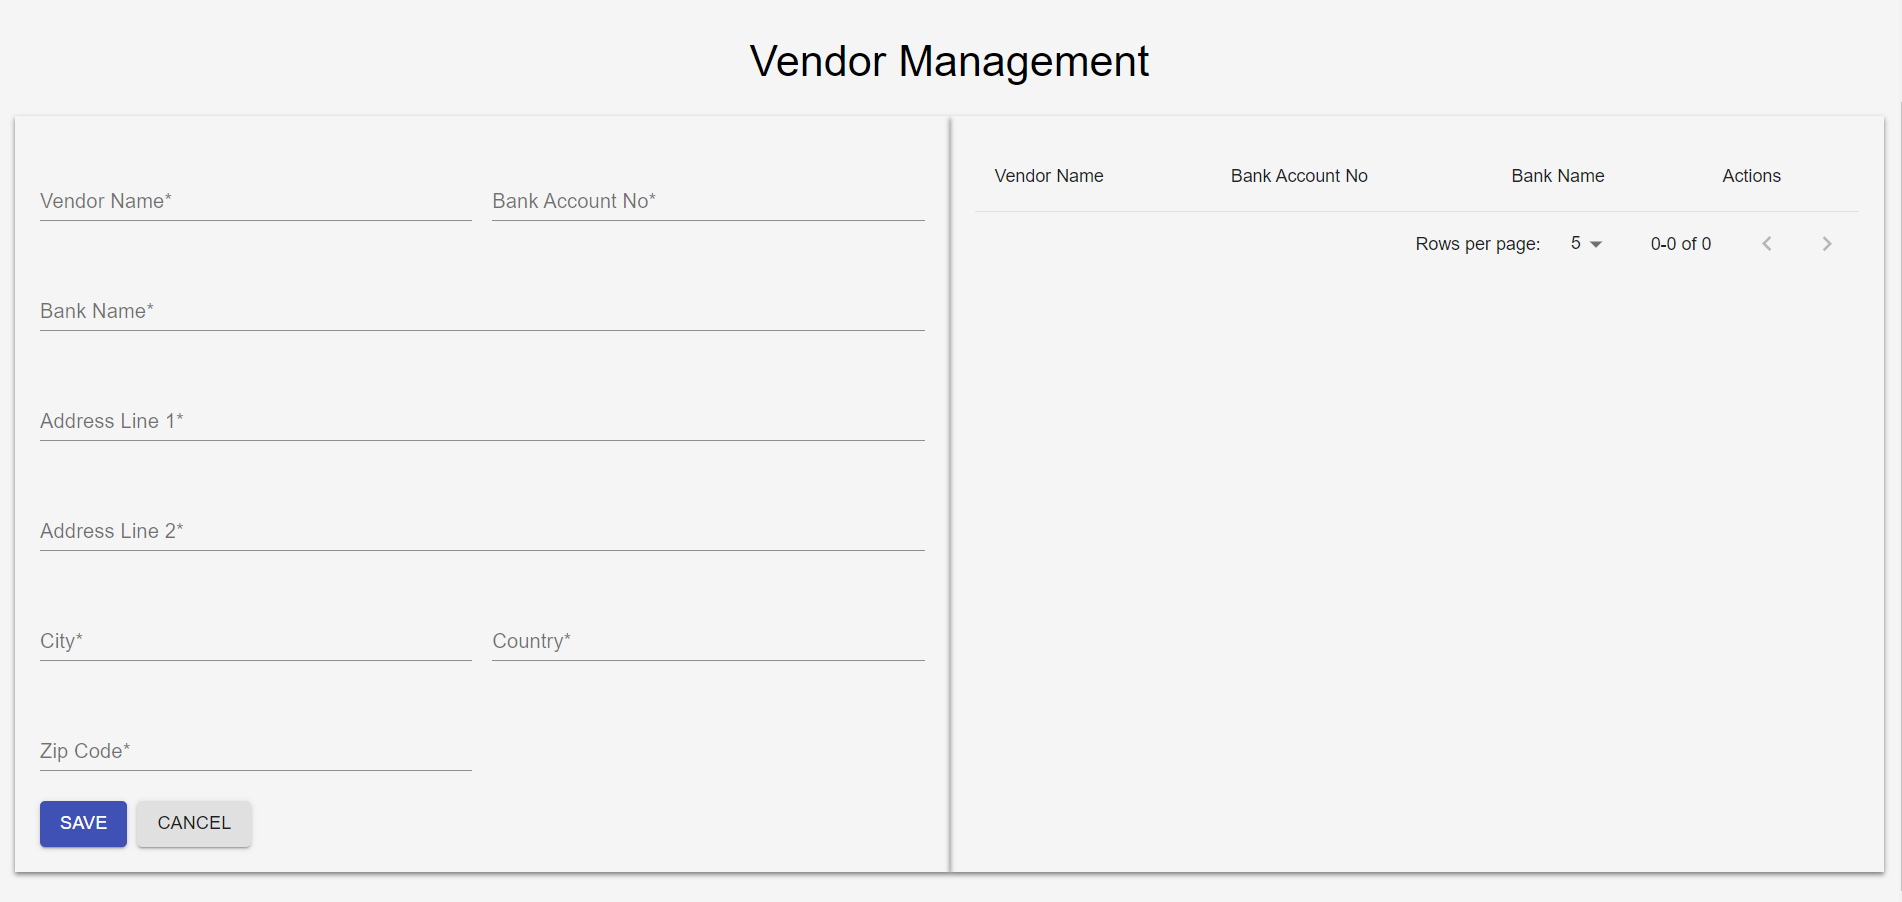 Vendor Management
Vendor Name* Bank Account No*
Bank Name*
Address Line 1*
Address Line 2*
City* Country*
Zip Code*
SAVE CANCEL
Vendor Name Bank Account No Bank Name Actions
Rows per page: 5 0-0 of 0